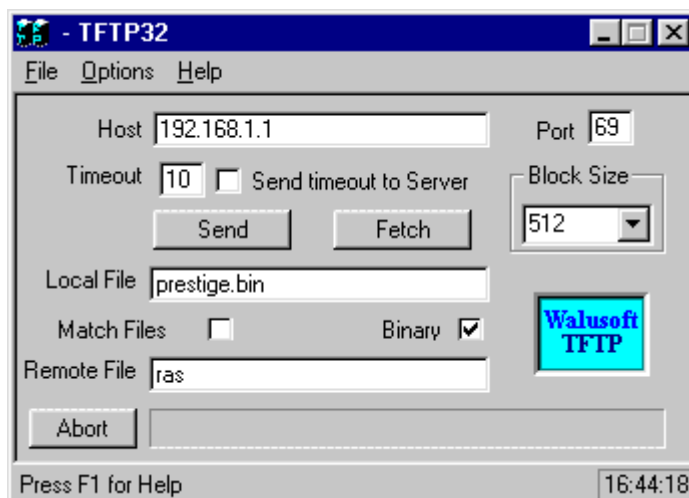 - TFTP32
File Options Help
Host 192.168.1.1 Port 69
Timeout 10 Send timeout to Server Block Size
512
Send Fetch
Local File prestige.bin
Match Files Binary
Walusoft
TFTP
Remote File ras
Abort
Press F1 for Help 16:44:18